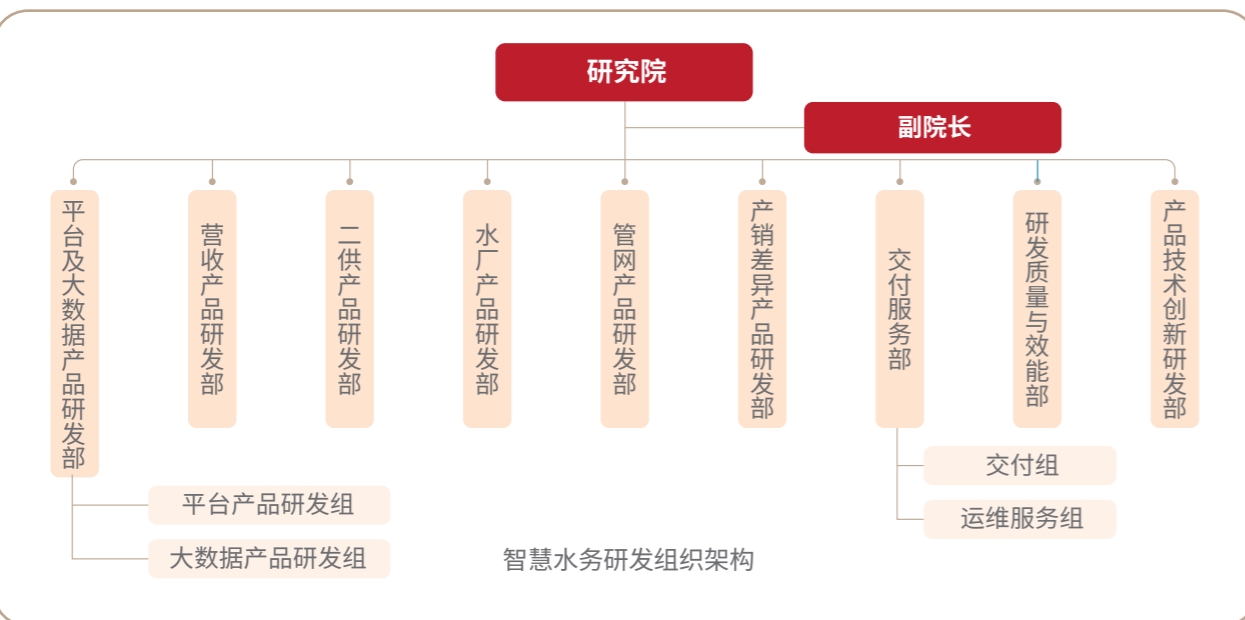 研究院
副院长
平台及大数据产品研发部
营收产品研发部
二供产品研发部
水厂产品研发部
管网产品研发部
产销差异产品研发部
交付服务部
研发质量与效能部
产品技术创新研发部
平台产品研发组
大数据产品研发组
交付组
运维服务组
智慧水务研发组织架构